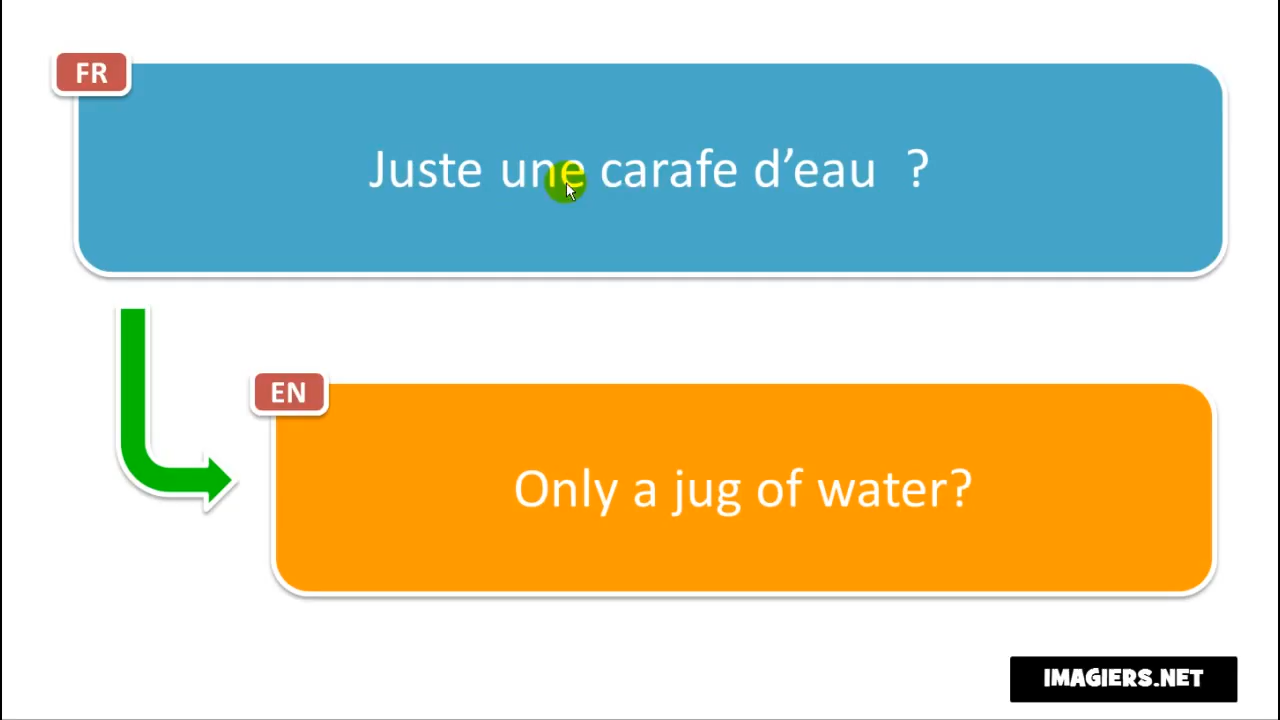 FR
Juste une carafe d’eau  ?
EN
Only a jug of water?
IMAGIERS.NET